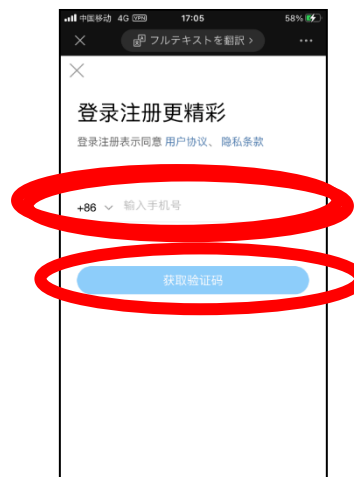 中国移动 4G VPN 17:05 58%
フルテキストを翻訳 >
登录注册更精彩
登录注册表示同意 用户协议、 隐私条款
+86 输入手机号
获取验证码